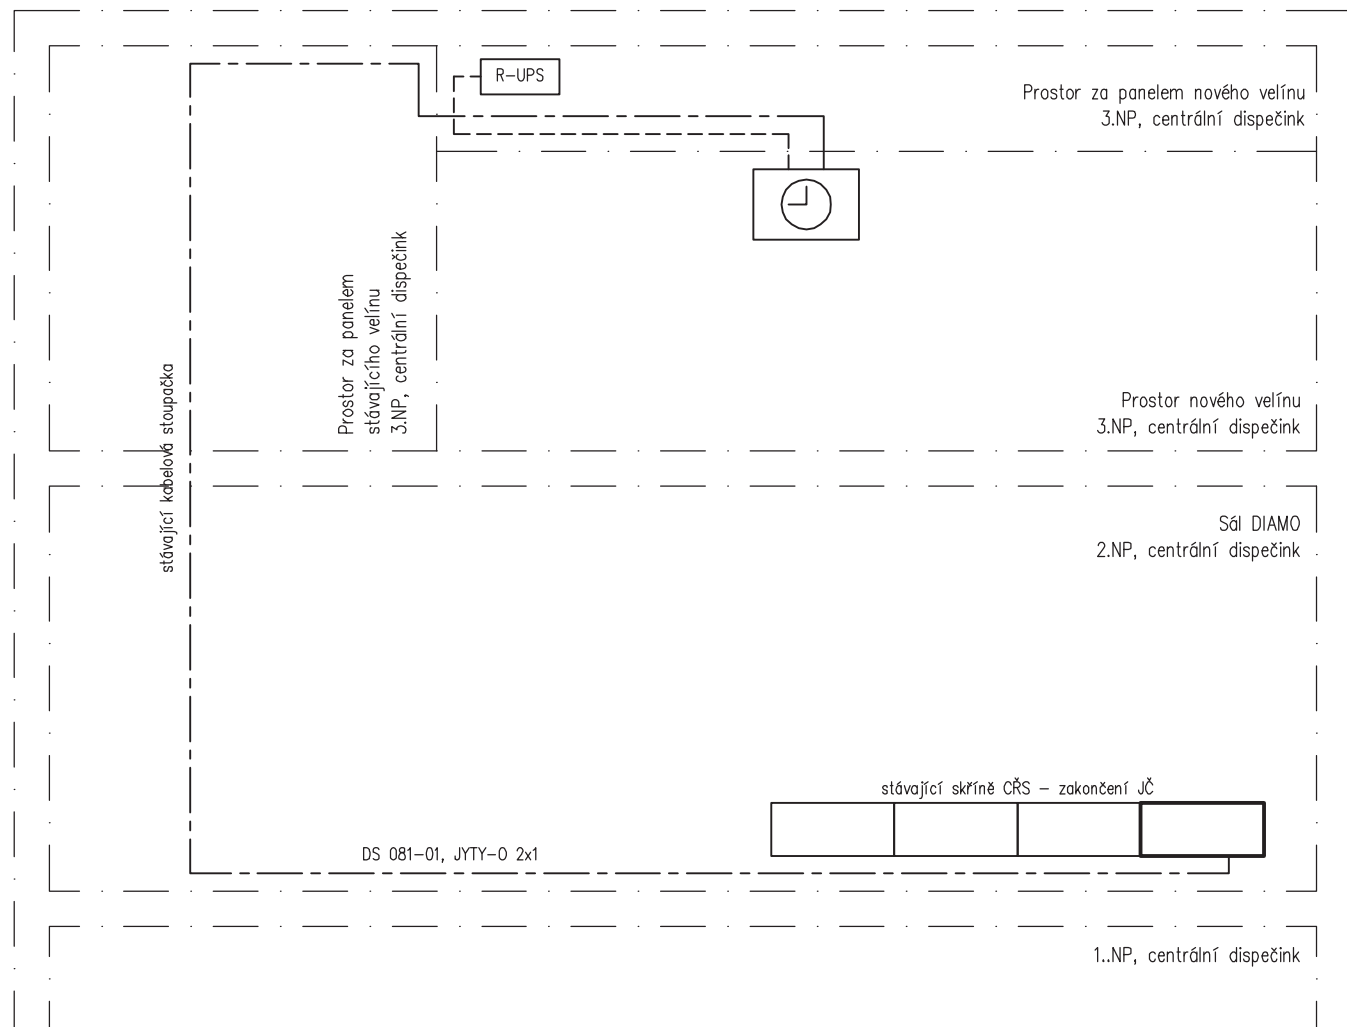 R-UPS
Prostor za panelem nového velínu
3.NP, centrální dispečink
Prostor za panelem
stávajícího velínu
3.NP, centrální dispečink
stávající kabelová stoupačka
Prostor nového velínu
3.NP, centrální dispečink
Sál DIAMO
2.NP, centrální dispečink
stávající skříně CŘS – zakončení JČ
DS 081-01, JYTY-O 2x1
1..NP, centrální dispečink